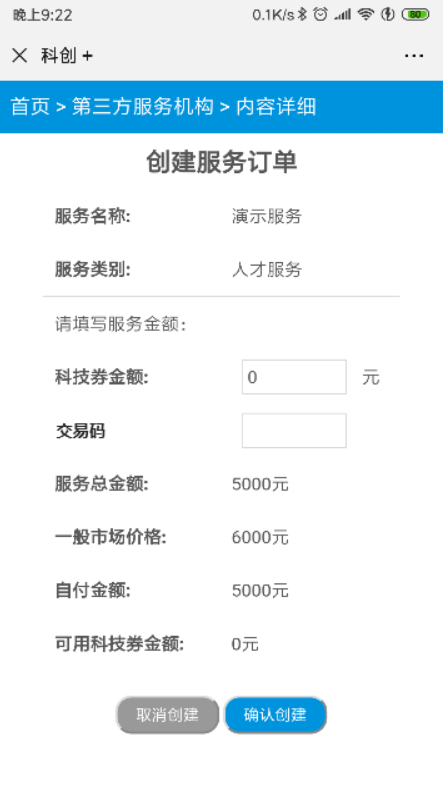 晚上9:22 0.1K/s 80
科创 +
首页 > 第三方服务机构 > 内容详细
创建服务订单
服务名称: 演示服务
服务类别: 人才服务
请填写服务金额:
科技券金额: 0 元
交易码
服务总金额: 5000元
一般市场价格: 6000元
自付金额: 5000元
可用科技券金额: 0元
取消创建 确认创建